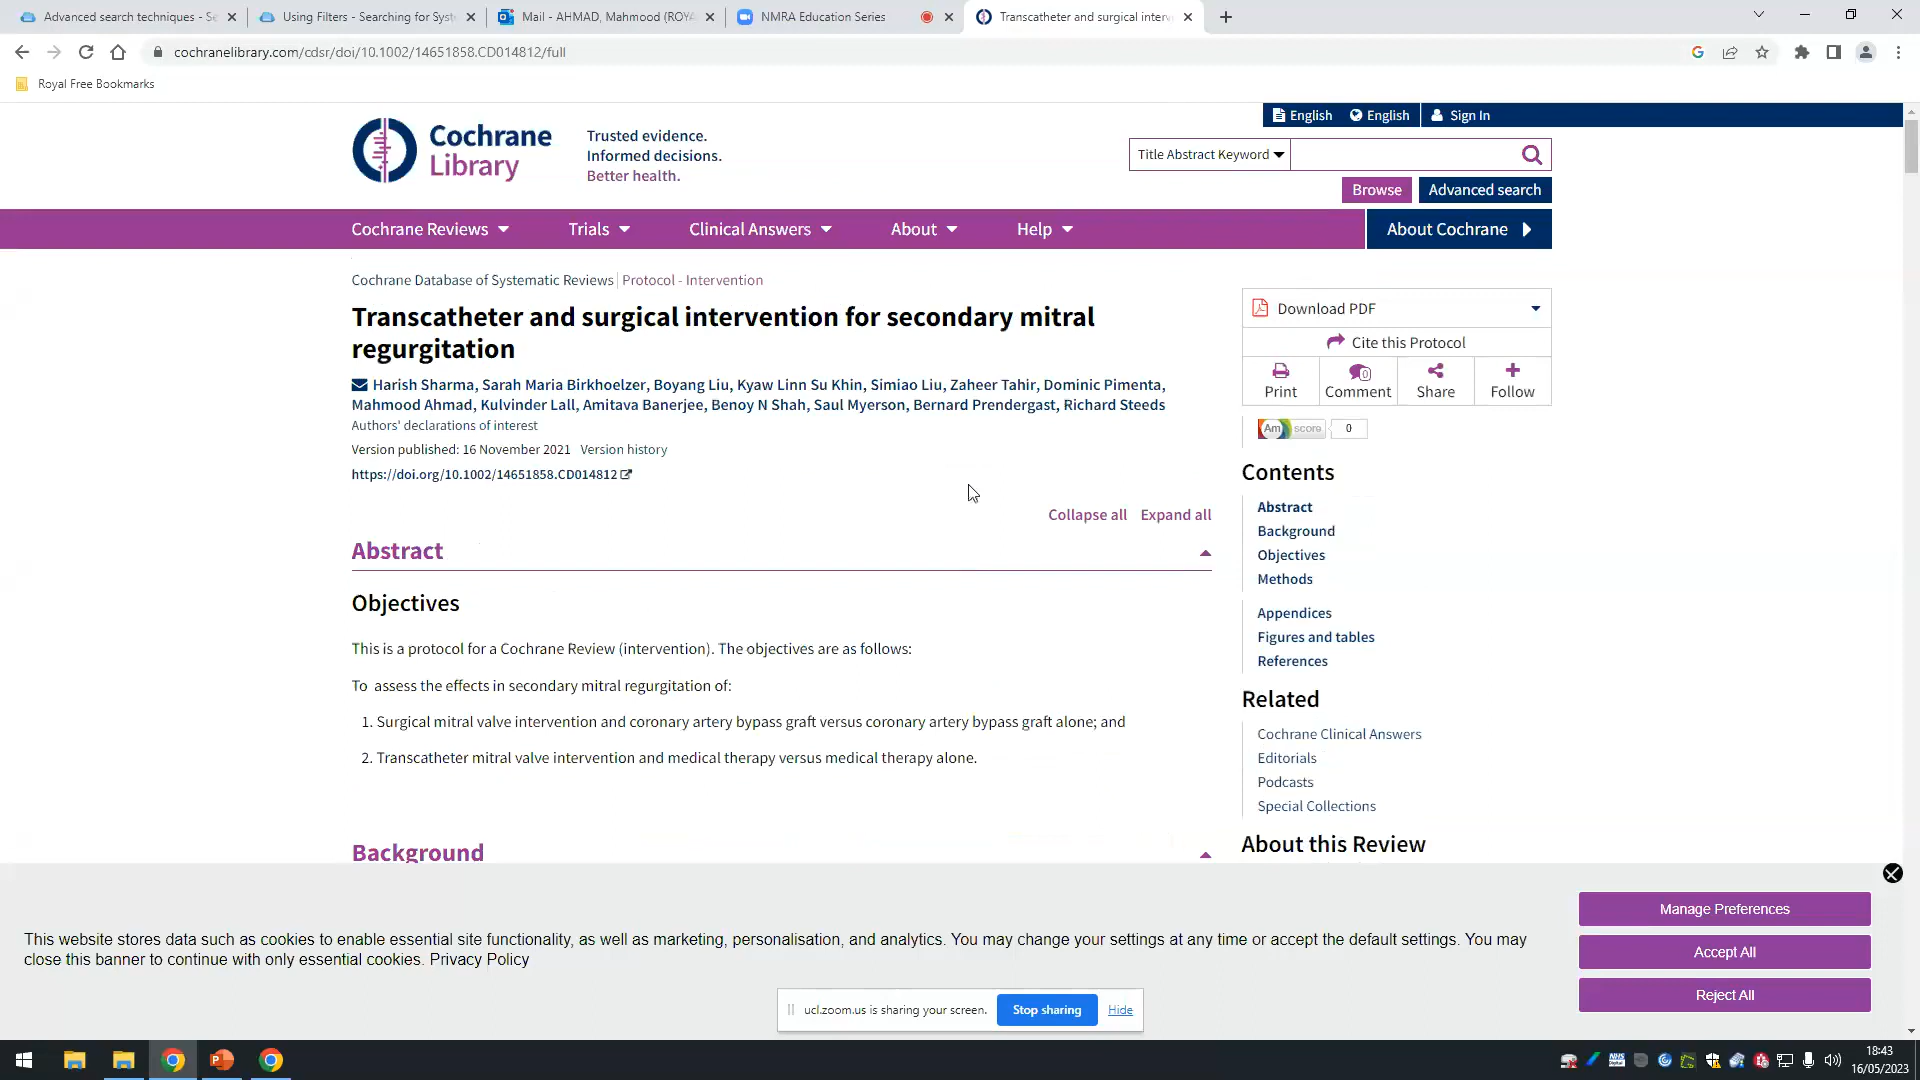 Advanced search techniques - Se
Using Filters - Searching for Syst
Mail - AHMAD, Mahmood (ROYA
NMRA Education Series
Transcatheter and surgical interv
cochranelibrary.com/cdsr/doi/10.1002/14651858.CD014812/full
Royal Free Bookmarks
English English Sign In
Cochrane
Library
Trusted evidence.
Informed decisions.
Better health.
Title Abstract Keyword
Browse Advanced search
Cochrane Reviews Trials Clinical Answers About Help About Cochrane
Cochrane Database of Systematic Reviews Protocol - Intervention
Transcatheter and surgical intervention for secondary mitral
regurgitation
Harish Sharma, Sarah Maria Birkhoelzer, Boyang Liu, Kyaw Linn Su Khin, Simiao Liu, Zaheer Tahir, Dominic Pimenta,
Mahmood Ahmad, Kulvinder Lall, Amitava Banerjee, Benoy N Shah, Saul Myerson, Bernard Prendergast, Richard Steeds
Authors' declarations of interest
Version published: 16 November 2021 Version history
https://doi.org/10.1002/14651858.CD014812
Collapse all Expand all
Abstract
Objectives
This is a protocol for a Cochrane Review (intervention). The objectives are as follows:
To assess the effects in secondary mitral regurgitation of:
1. Surgical mitral valve intervention and coronary artery bypass graft versus coronary artery bypass graft alone; and
2. Transcatheter mitral valve intervention and medical therapy versus medical therapy alone.
Background
Download PDF
Cite this Protocol
0
Print Comment Share Follow
Am score 0
Contents
Abstract
Background
Objectives
Methods
Appendices
Figures and tables
References
Related
Cochrane Clinical Answers
Editorials
Podcasts
Special Collections
About this Review
This website stores data such as cookies to enable essential site functionality, as well as marketing, personalisation, and analytics. You may change your settings at any time or accept the default settings. You may
close this banner to continue with only essential cookies. Privacy Policy
Manage Preferences
Accept All
Reject All
ucl.zoom.us is sharing your screen. Stop sharing Hide
18:43
16/05/2023